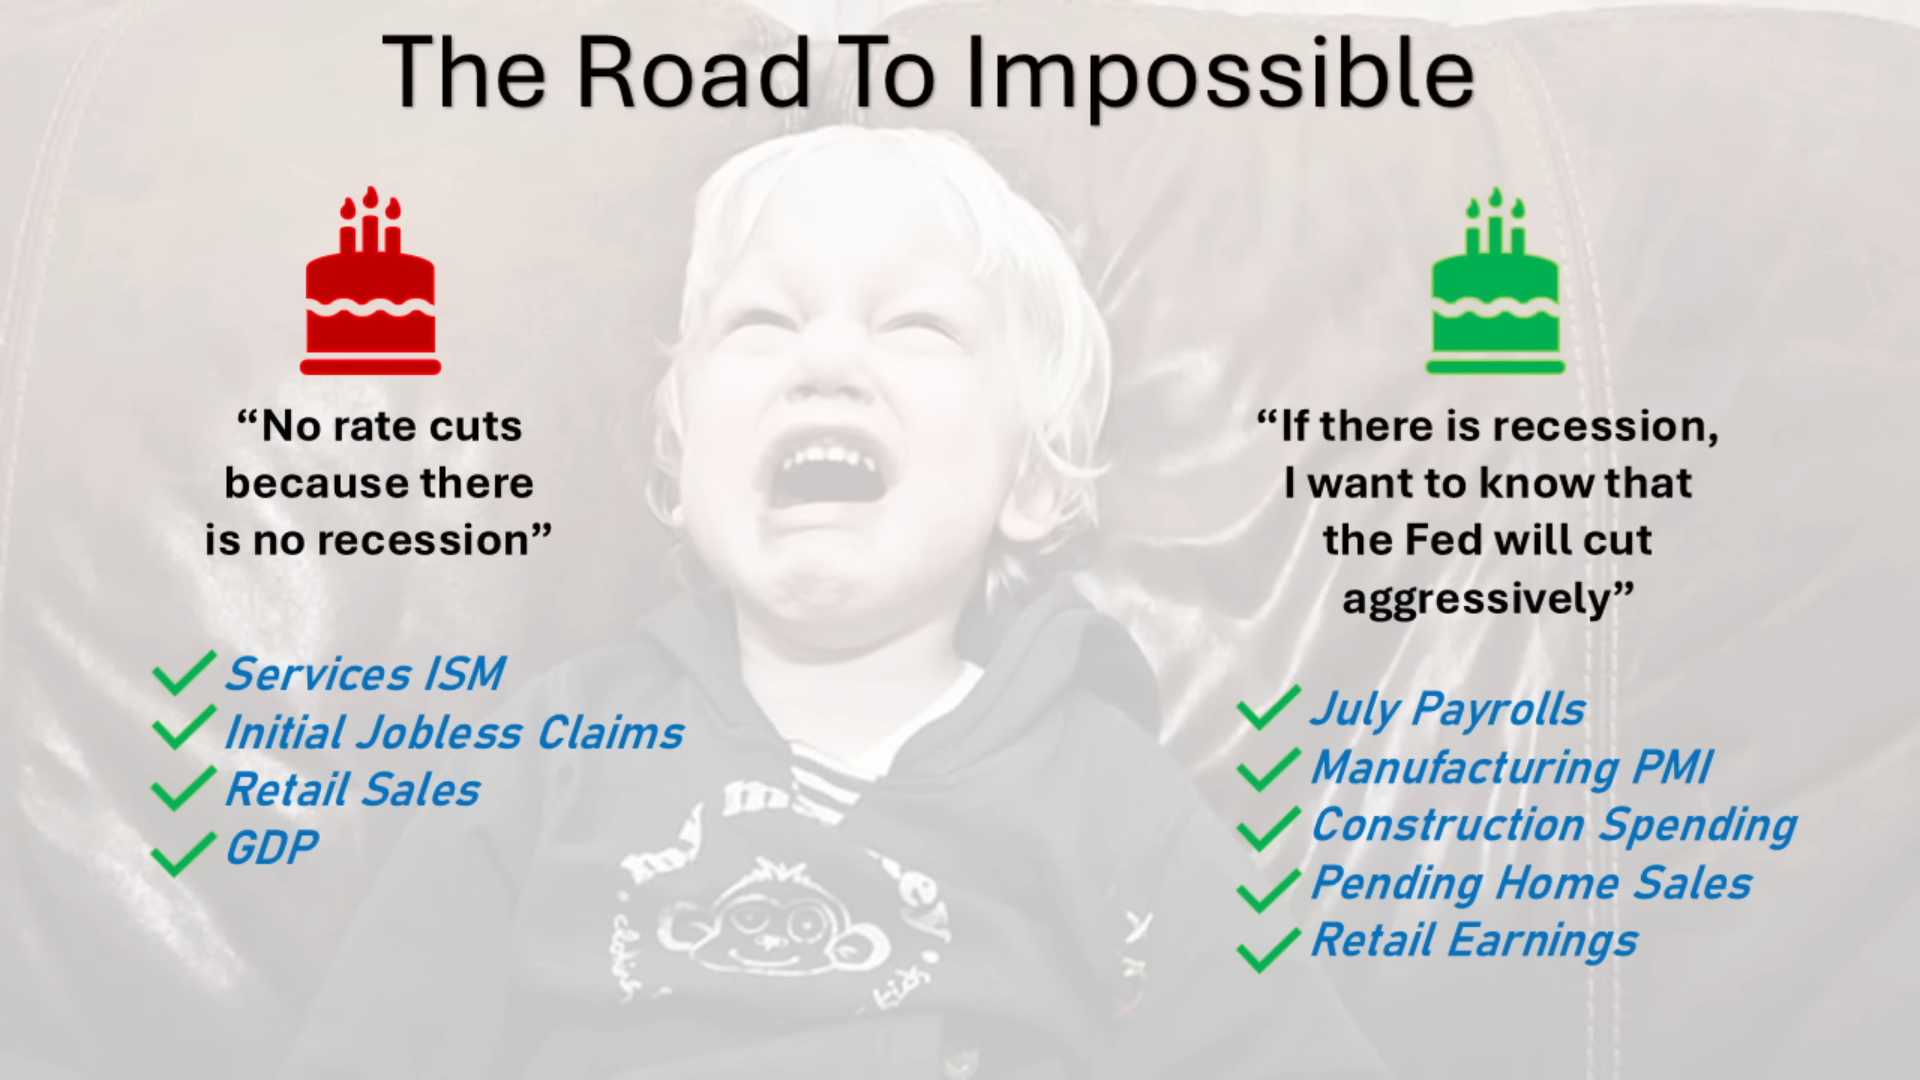 The Road To Impossible
“No rate cuts
because there
is no recession”
Services ISM
Initial Jobless Claims
Retail Sales
GDP
“If there is recession,
I want to know that
the Fed will cut
aggressively”
July Payrolls
Manufacturing PMI
Construction Spending
Pending Home Sales
Retail Earnings
kids